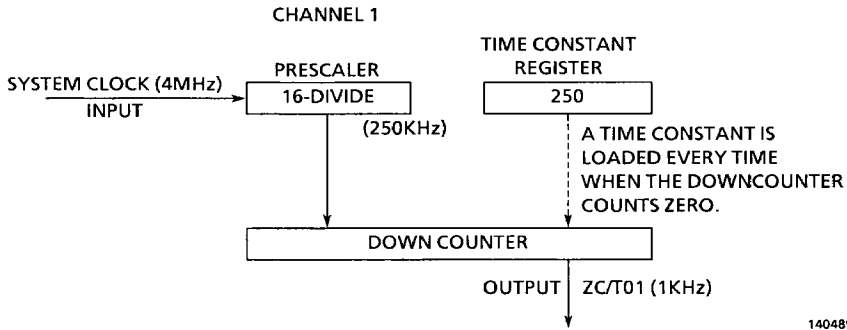 CHANNEL 1
TIME CONSTANT
REGISTER
PRESCALER
SYSTEM CLOCK (4MHz)
INPUT
16-DIVIDE
250
(250KHz)
A TIME CONSTANT IS
LOADED EVERY TIME
WHEN THE DOWNCOUNTER
COUNTS ZERO.
DOWN COUNTER
OUTPUT ZC/T01 (1KHz)